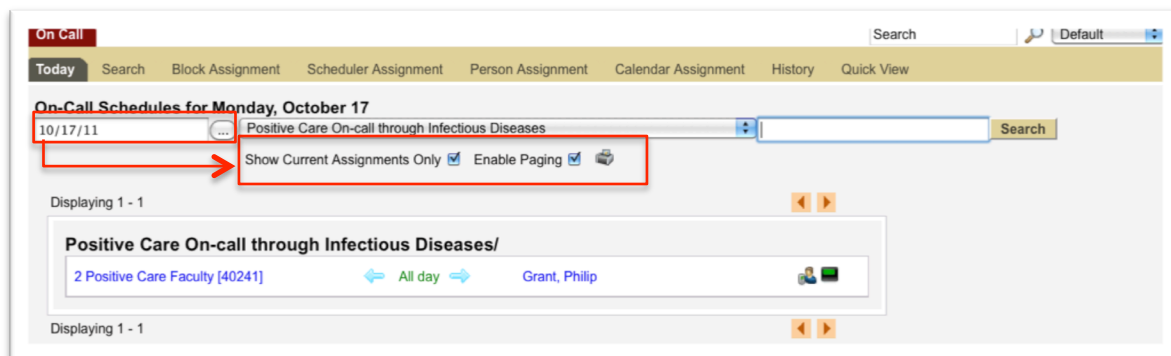 On Call Search Default
Today Search Block Assignment Scheduler Assignment Person Assignment Calendar Assignment History Quick View
On-Call Schedules for Monday, October 17
10/17/11 ... Positive Care On-call through Infectious Diseases Search
Show Current Assignments Only Enable Paging
Displaying 1 - 1
Positive Care On-call through Infectious Diseases/
2 Positive Care Faculty [40241] All day Grant, Philip
Displaying 1 - 1